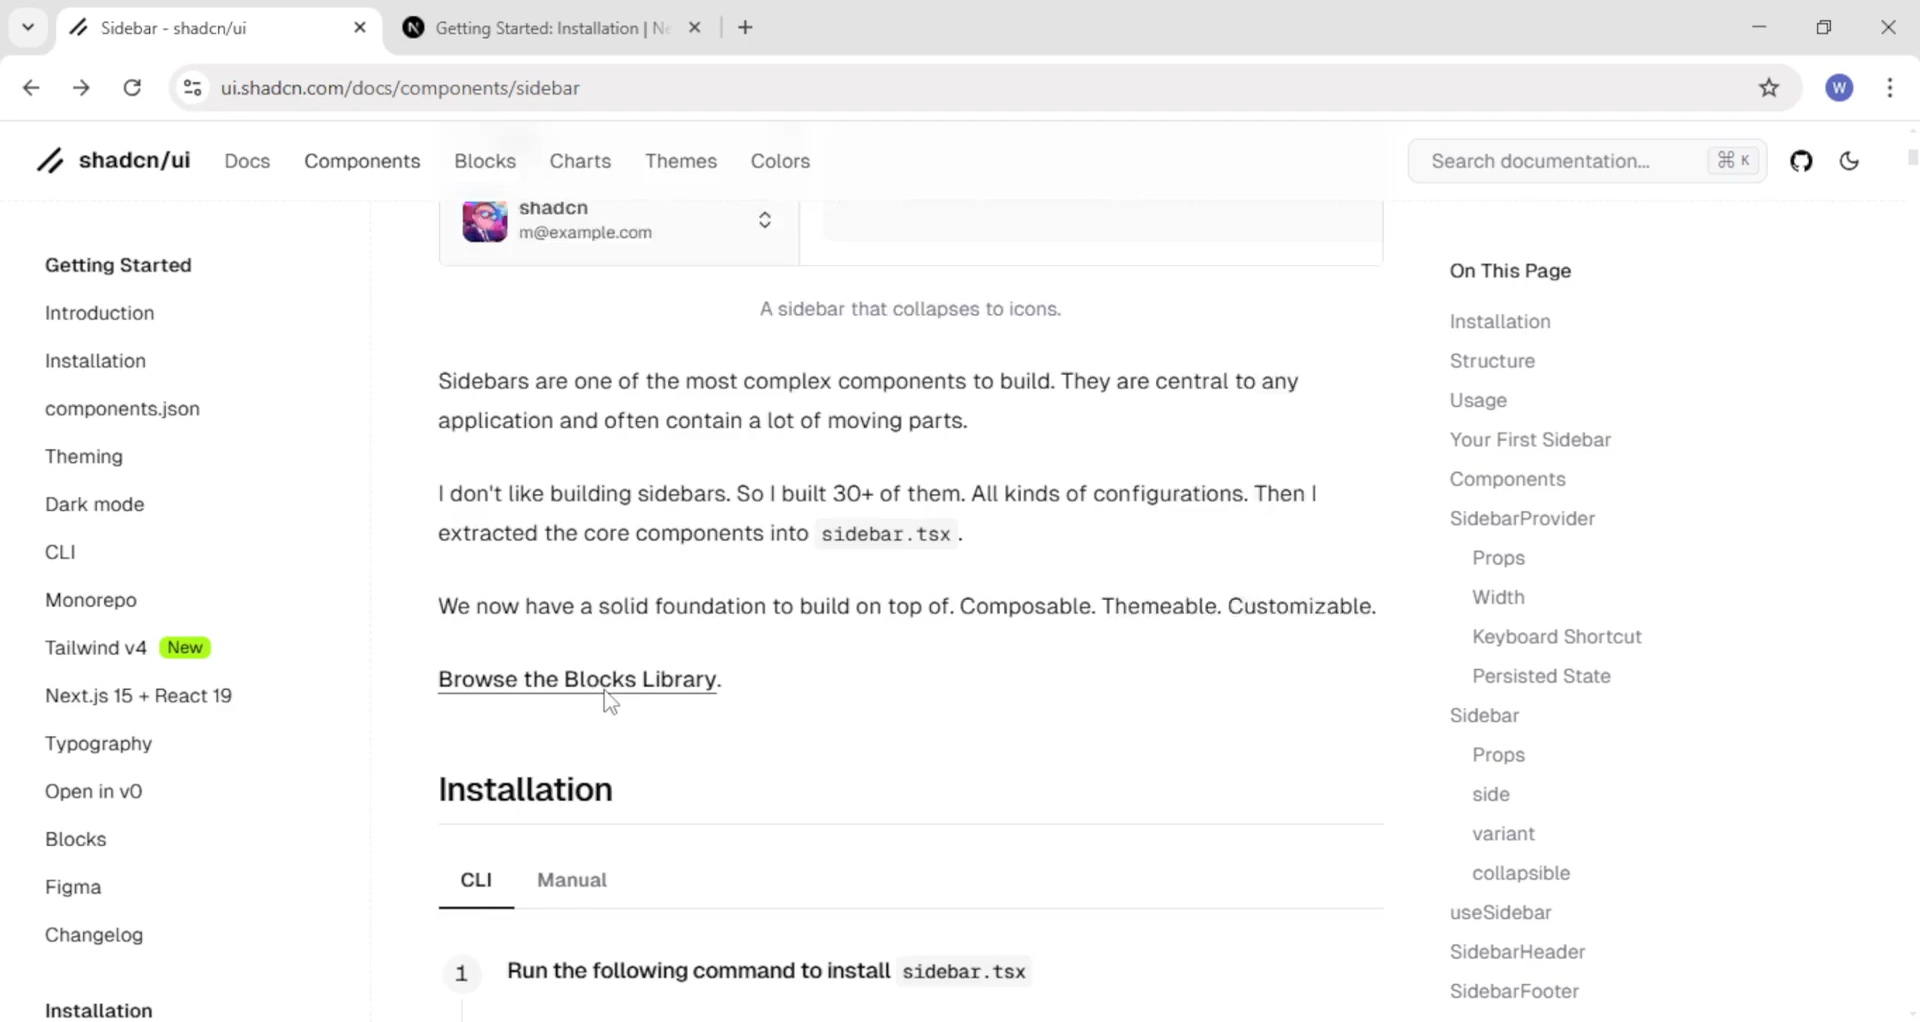 Sidebar - shadcn/ui
Getting Started: Installation | Ne
ui.shadcn.com/docs/components/sidebar
W
shadcn/ui
Docs
Components
Blocks
Charts
Themes
Colors
Search documentation...
⌘ K
Getting Started
Introduction
Installation
components.json
Theming
Dark mode
CLI
Monorepo
Tailwind v4 New
Next.js 15 + React 19
Typography
Open in v0
Blocks
Figma
Changelog
Installation
shadcn
m@example.com
A sidebar that collapses to icons.
Sidebars are one of the most complex components to build. They are central to any
application and often contain a lot of moving parts.
I don't like building sidebars. So I built 30+ of them. All kinds of configurations. Then I
extracted the core components into sidebar.tsx.
We now have a solid foundation to build on top of. Composable. Themeable. Customizable.
Browse the Blocks Library.
Installation
CLI
Manual
1
Run the following command to install sidebar.tsx
On This Page
Installation
Structure
Usage
Your First Sidebar
Components
SidebarProvider
Props
Width
Keyboard Shortcut
Persisted State
Sidebar
Props
side
variant
collapsible
useSidebar
SidebarHeader
SidebarFooter